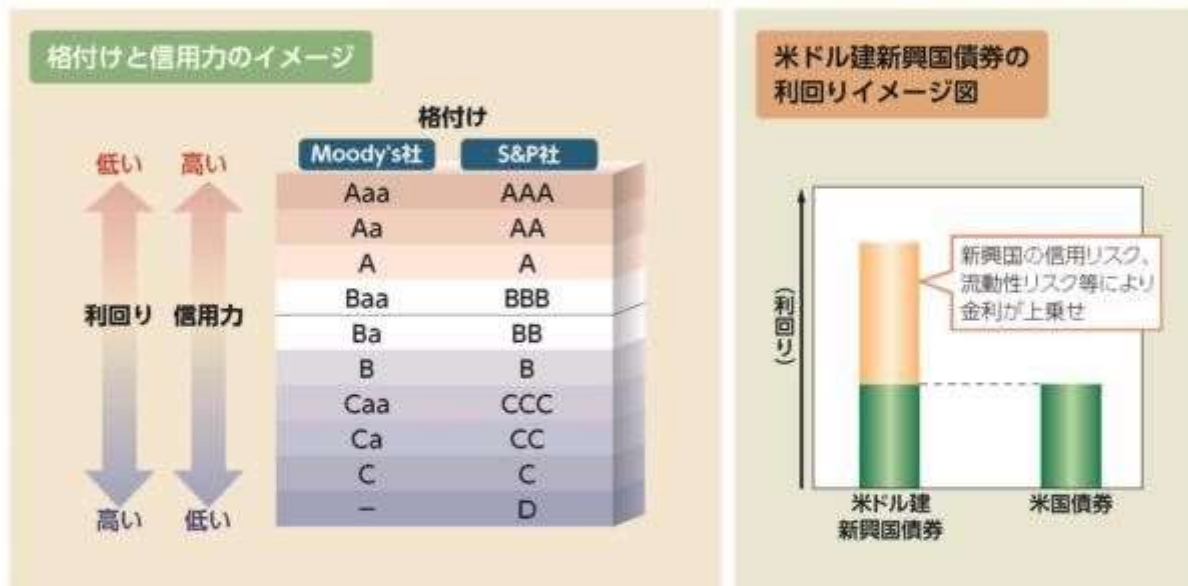 格付けと信用力のイメージ
格付け
低い 高い Moody's社 S&P社
Aaa AAA
Aa AA
A A
Baa BBB
利回り 信用力
Ba BB
B B
Caa CCC
Ca CC
C C
高い 低い － D
米ドル建新興国債券の
利回りイメージ図
(利回り)
新興国の信用リスク、
流動性リスク等により
金利が上乗せ
米ドル建
新興国債券
米国債券